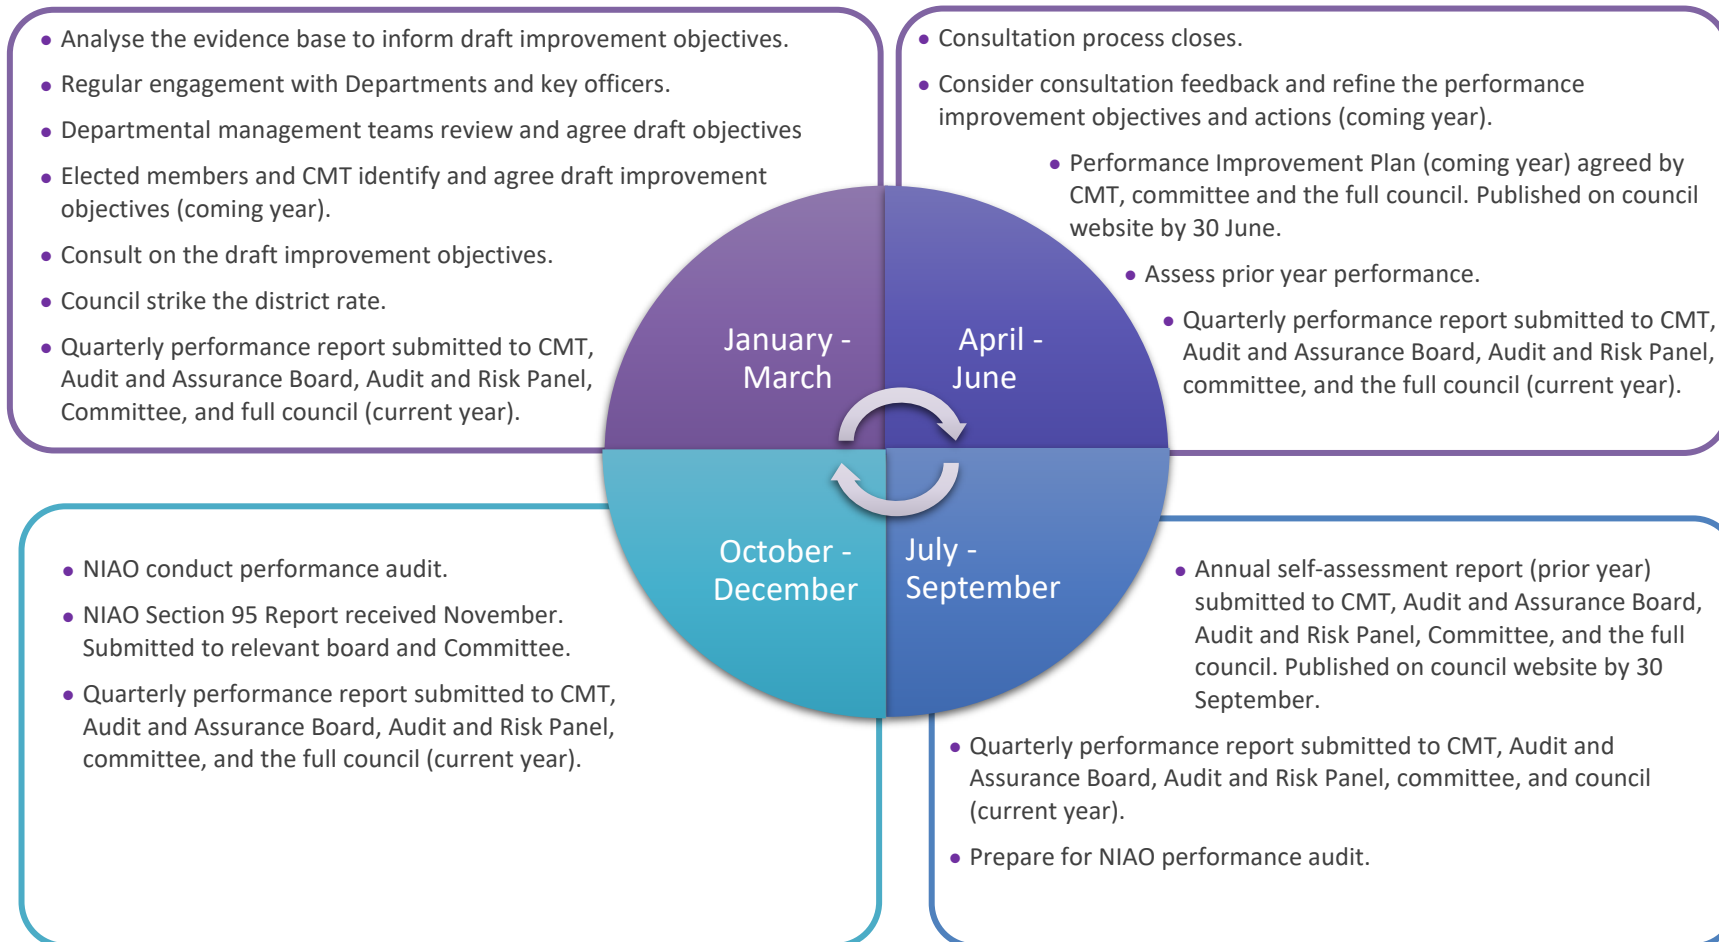 • Analyse the evidence base to inform draft improvement objectives.
• Regular engagement with Departments and key officers.
• Departmental management teams review and agree draft objectives
• Elected members and CMT identify and agree draft improvement
objectives (coming year).
• Consult on the draft improvement objectives.
• Council strike the district rate.
• Quarterly performance report submitted to CMT,
Audit and Assurance Board, Audit and Risk Panel,
Committee, and full council (current year).
• Consultation process closes.
• Consider consultation feedback and refine the performance
improvement objectives and actions (coming year).
• Performance Improvement Plan (coming year) agreed by
CMT, committee and the full council. Published on council
website by 30 June.
• Assess prior year performance.
• Quarterly performance report submitted to CMT,
Audit and Assurance Board, Audit and Risk Panel,
committee, and the full council (current year).
January -
March
April -
June
October -
December
July -
September
• NIAO conduct performance audit.
• NIAO Section 95 Report received November.
Submitted to relevant board and Committee.
• Quarterly performance report submitted to CMT,
Audit and Assurance Board, Audit and Risk Panel,
committee, and the full council (current year).
• Annual self-assessment report (prior year)
submitted to CMT, Audit and Assurance Board,
Audit and Risk Panel, Committee, and the full
council. Published on council website by 30
September.
• Quarterly performance report submitted to CMT, Audit and
Assurance Board, Audit and Risk Panel, committee, and council
(current year).
• Prepare for NIAO performance audit.